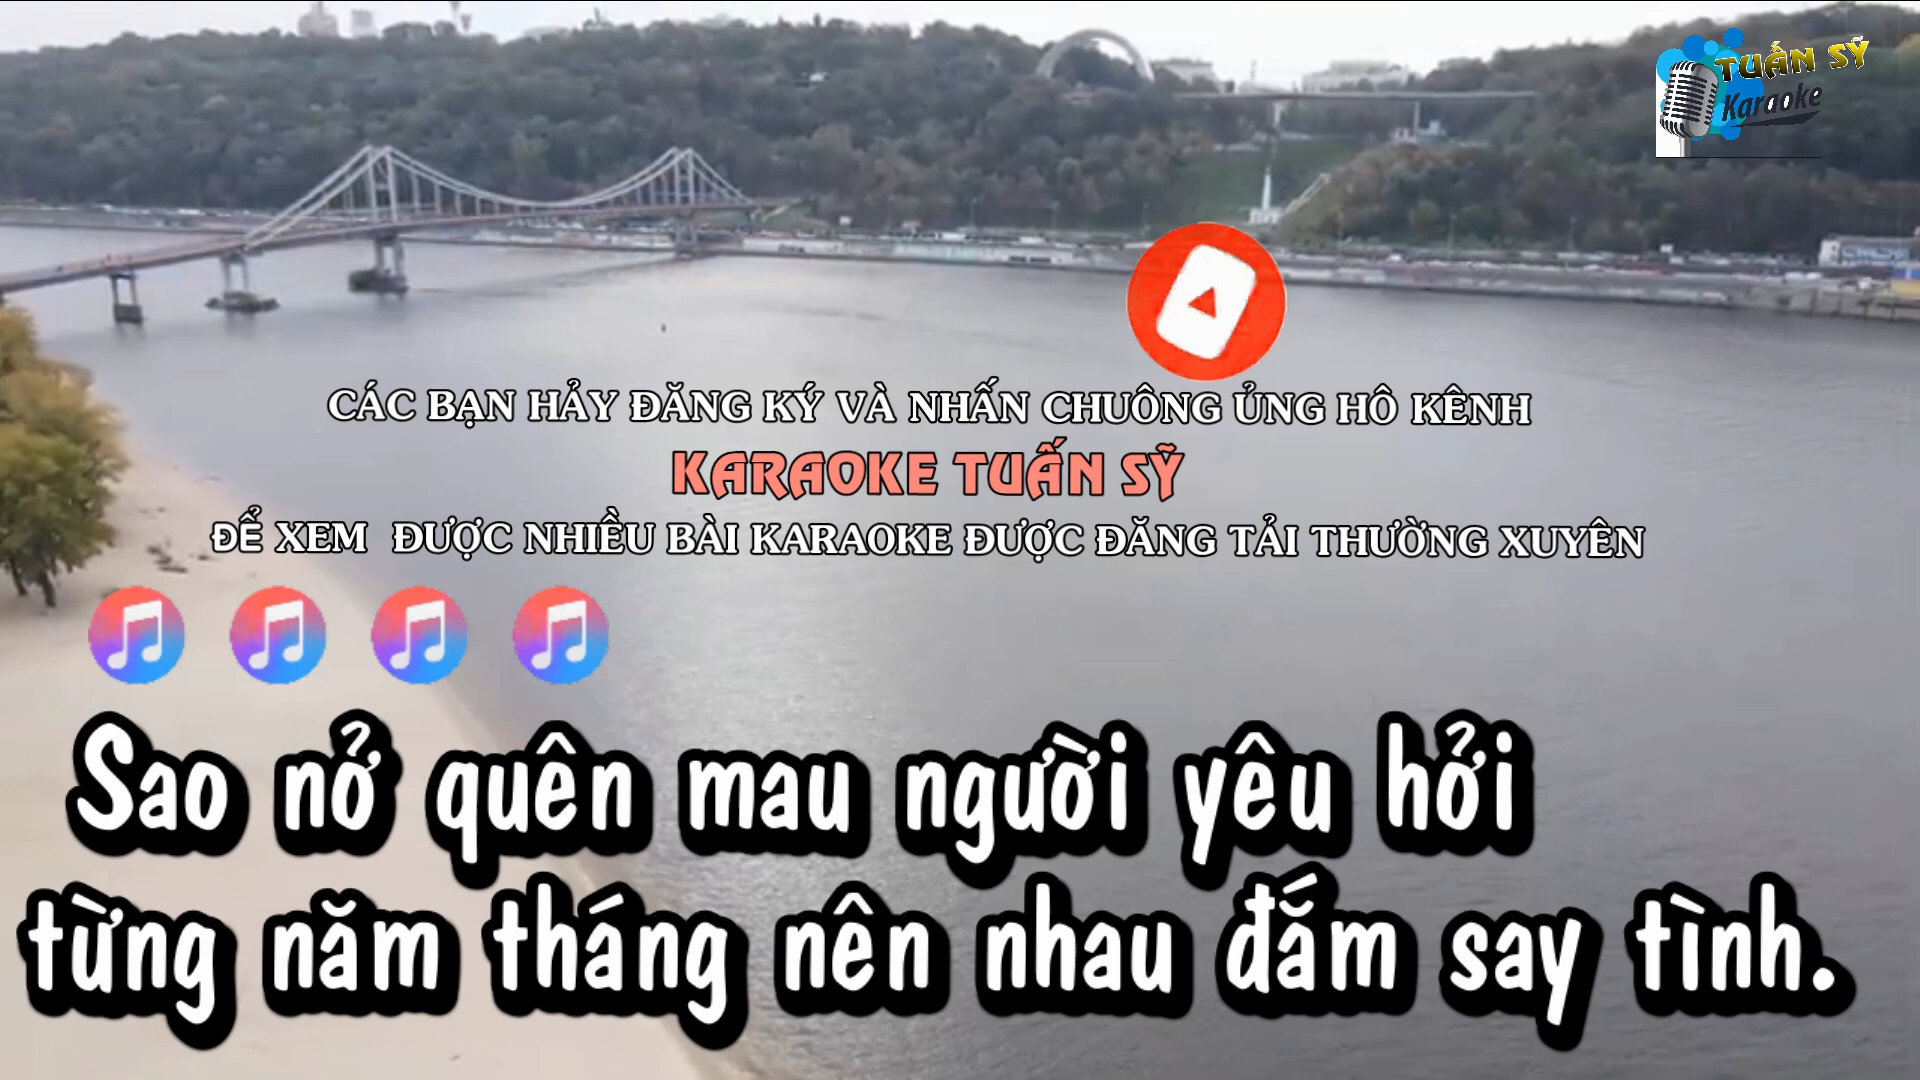 TUẤN SỸ
Karaoke
CÁC BẠN HẢY ĐĂNG KÝ VÀ NHẤN CHUÔNG ỦNG HÔ KÊNH
KARAOKE TUẤN SỸ
ĐỂ XEM ĐƯỢC NHIỀU BÀI KARAOKE ĐƯỢC ĐĂNG TẢI THƯỜNG XUYÊN
Sao nở quên mau người yêu hởi
từng năm tháng nên nhau đắm say tình.